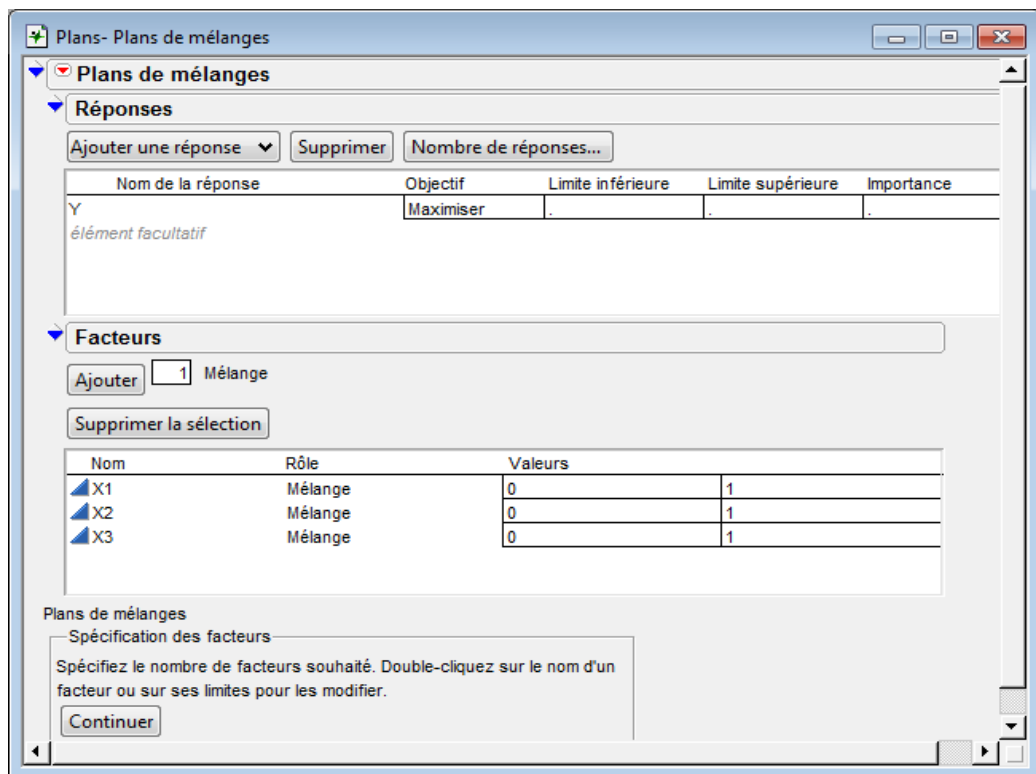 Plans- Plans de mélanges
Plans de mélanges
Réponses
Ajouter une réponse Supprimer Nombre de réponses...
Nom de la réponse Objectif Limite inférieure Limite supérieure Importance
Y Maximiser . . .
élément facultatif
Facteurs
Ajouter 1 Mélange
Supprimer la sélection
Nom Rôle Valeurs
X1 Mélange 0 1
X2 Mélange 0 1
X3 Mélange 0 1
Plans de mélanges
Spécification des facteurs
Spécifiez le nombre de facteurs souhaité. Double-cliquez sur le nom d'un
facteur ou sur ses limites pour les modifier.
Continuer